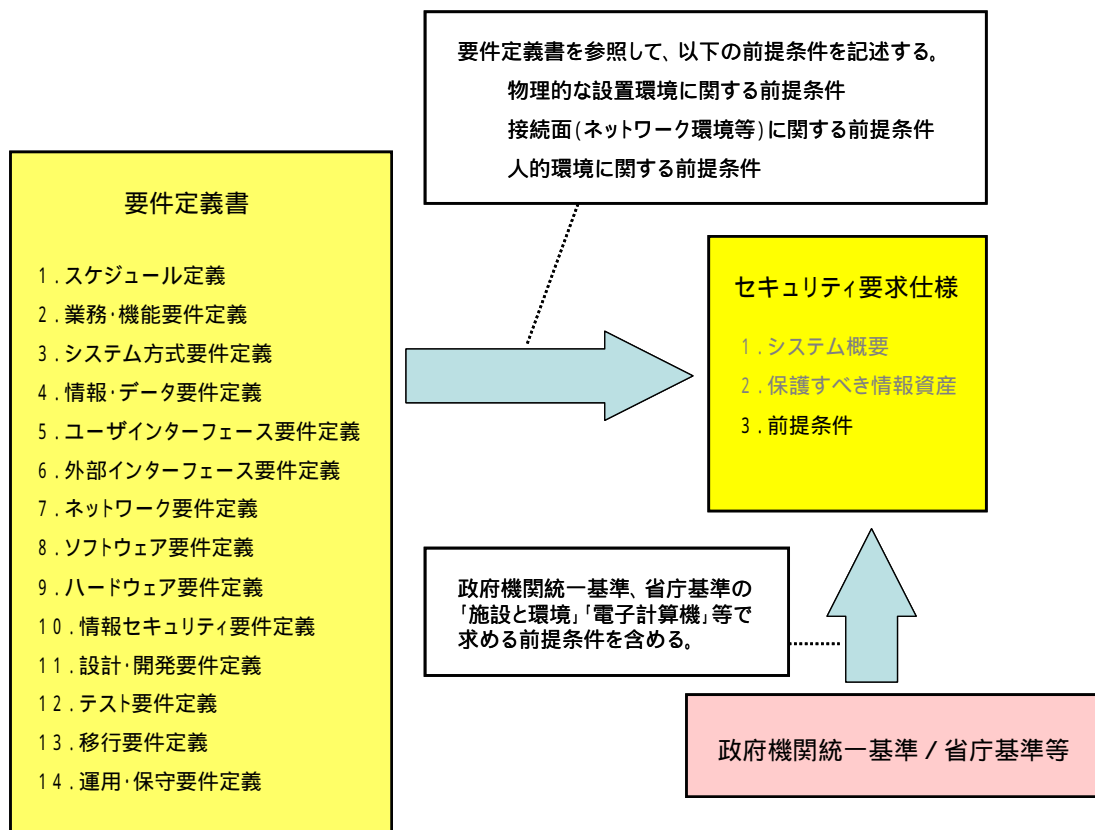 要件定義書を参照して、以下の前提条件を記述する。
物理的な設置環境に関する前提条件
接続面(ネットワーク環境等)に関する前提条件
人的環境に関する前提条件
要件定義書
1.スケジュール定義
2.業務・機能要件定義
3.システム方式要件定義
4.情報・データ要件定義
5.ユーザインターフェース要件定義
6.外部インターフェース要件定義
7.ネットワーク要件定義
8.ソフトウェア要件定義
9.ハードウェア要件定義
10.情報セキュリティ要件定義
11.設計・開発要件定義
12.テスト要件定義
13.移行要件定義
14.運用・保守要件定義
セキュリティ要求仕様
1.システム概要
2.保護すべき情報資産
3.前提条件
政府機関統一基準、省庁基準の
「施設と環境」「電子計算機」等で
求める前提条件を含める。
政府機関統一基準/省庁基準等